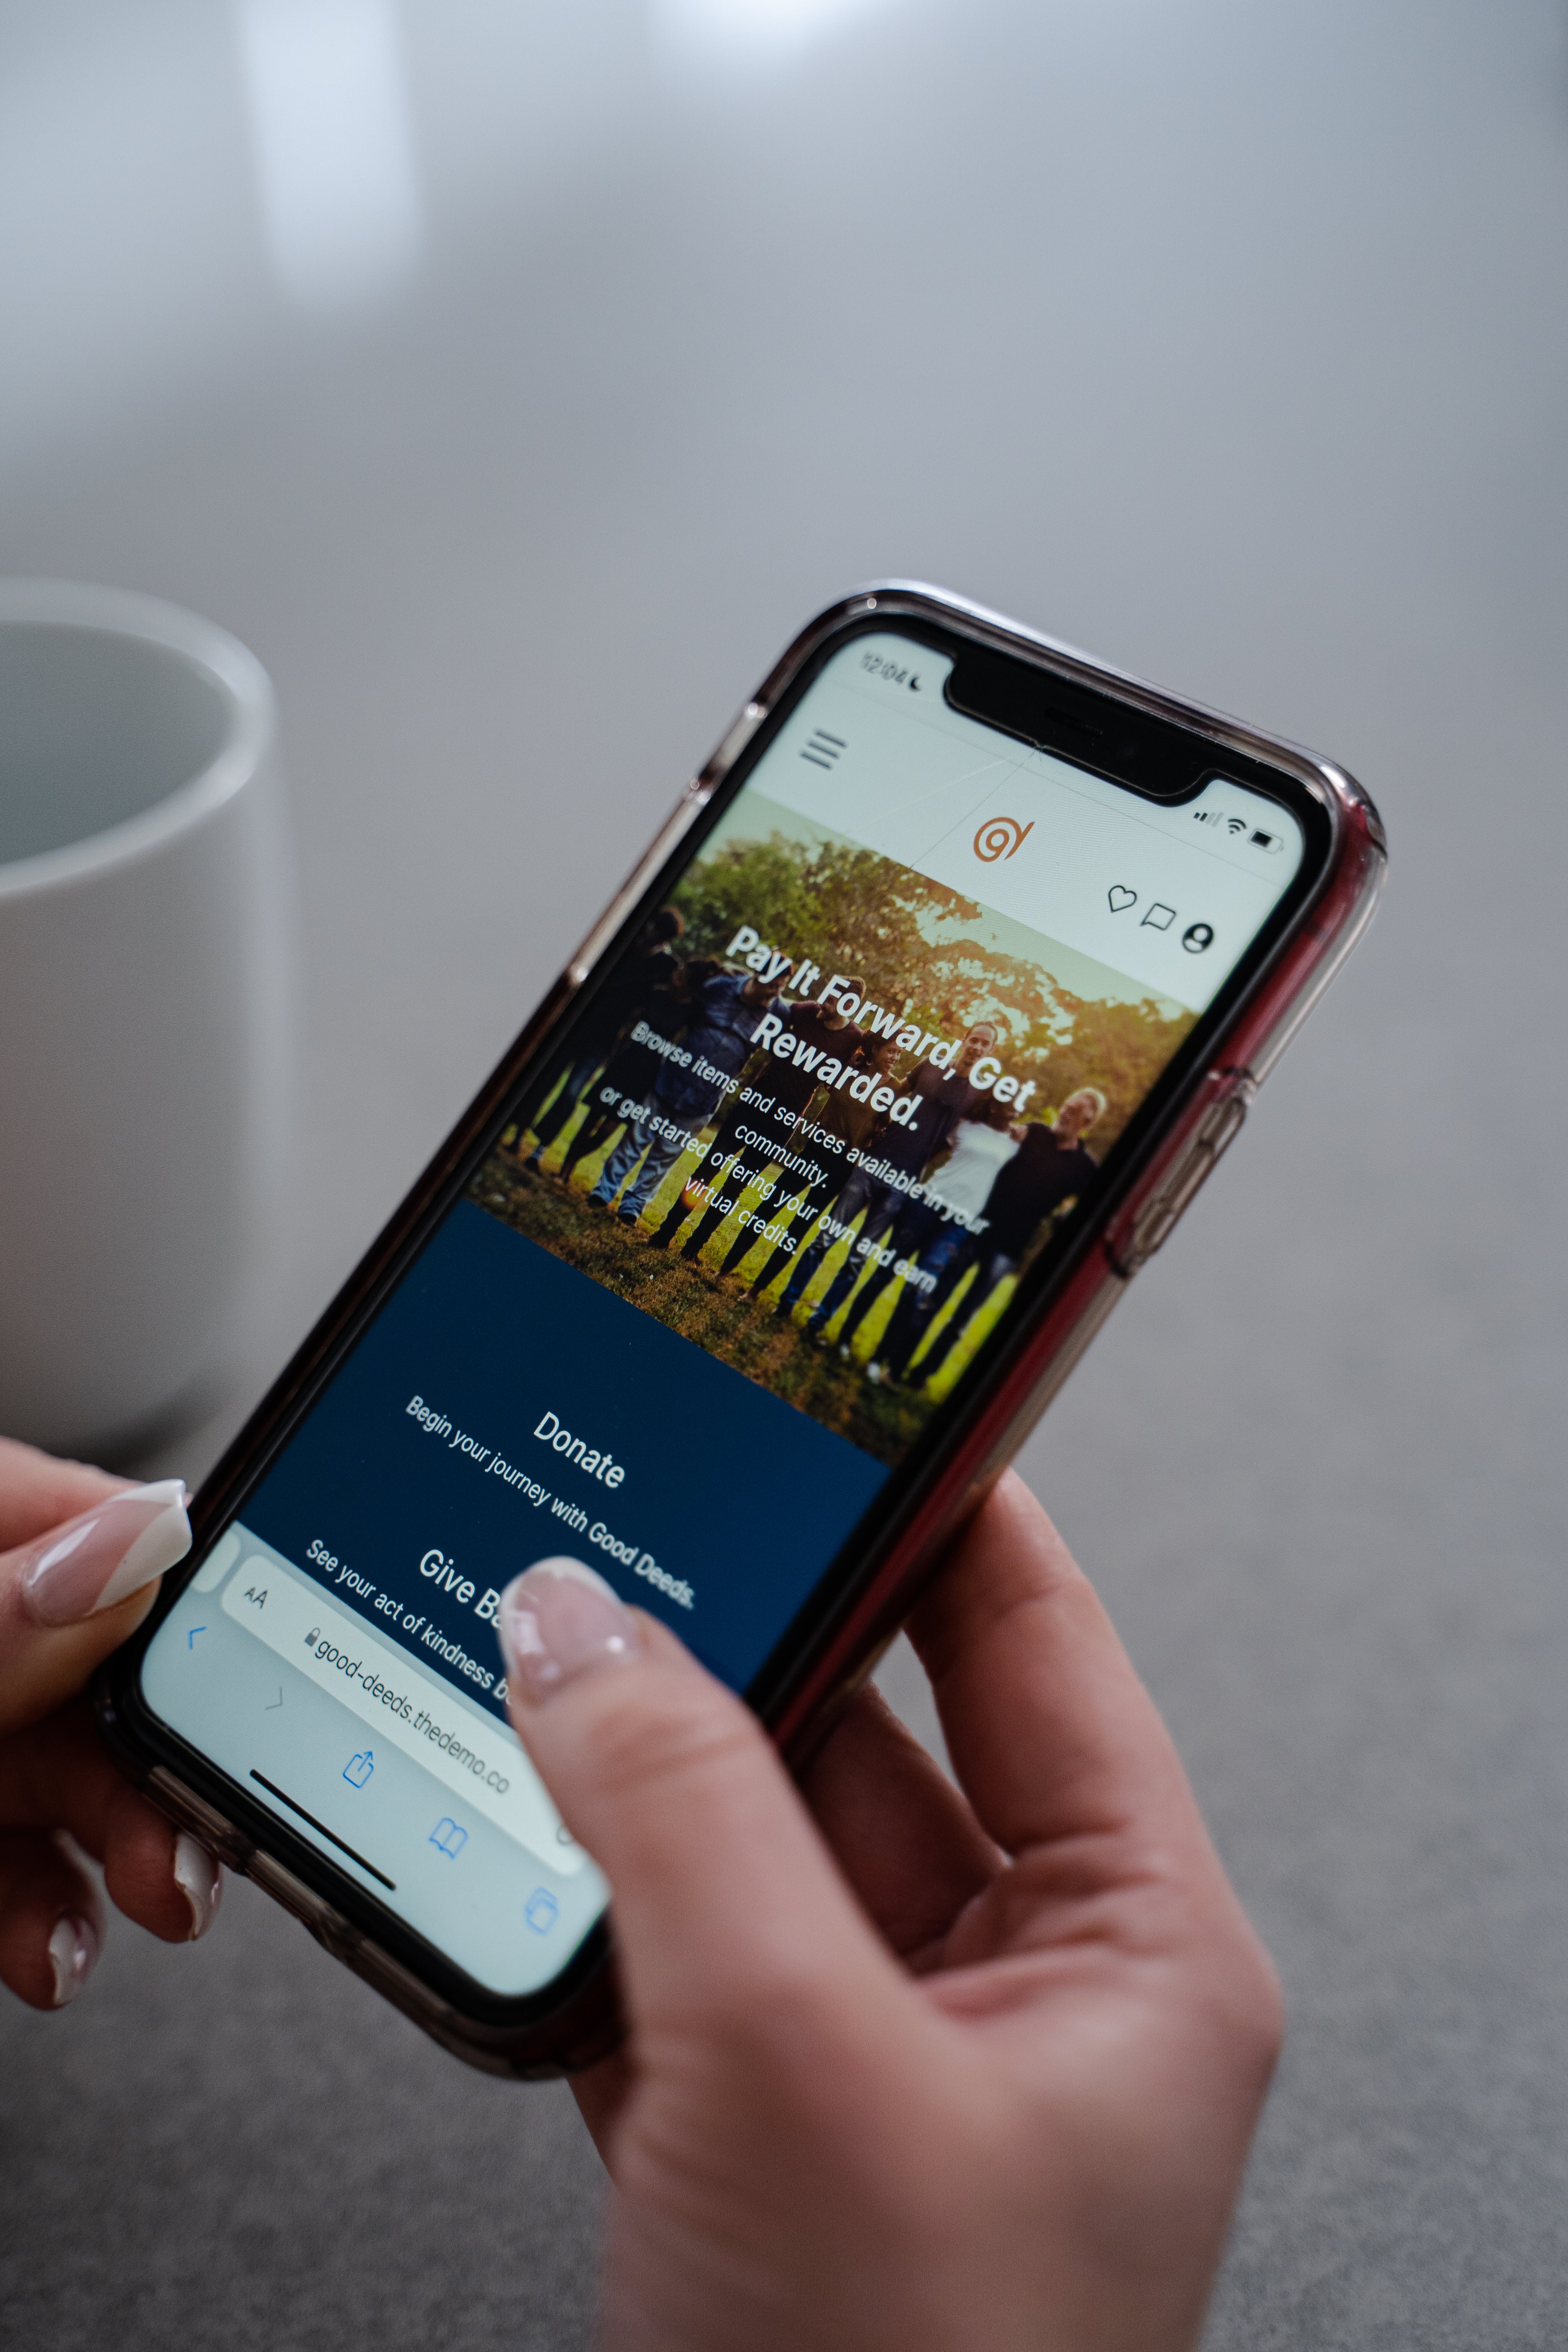 12:04
gd
Pay It Forward, Get
Rewarded.
Browse items and services available in your
community.
or get started offering your own and earn
virtual credits.
Donate
Begin your journey with Good Deeds.
Give
See your act of kindness
AA
good-deeds.thedemo.co